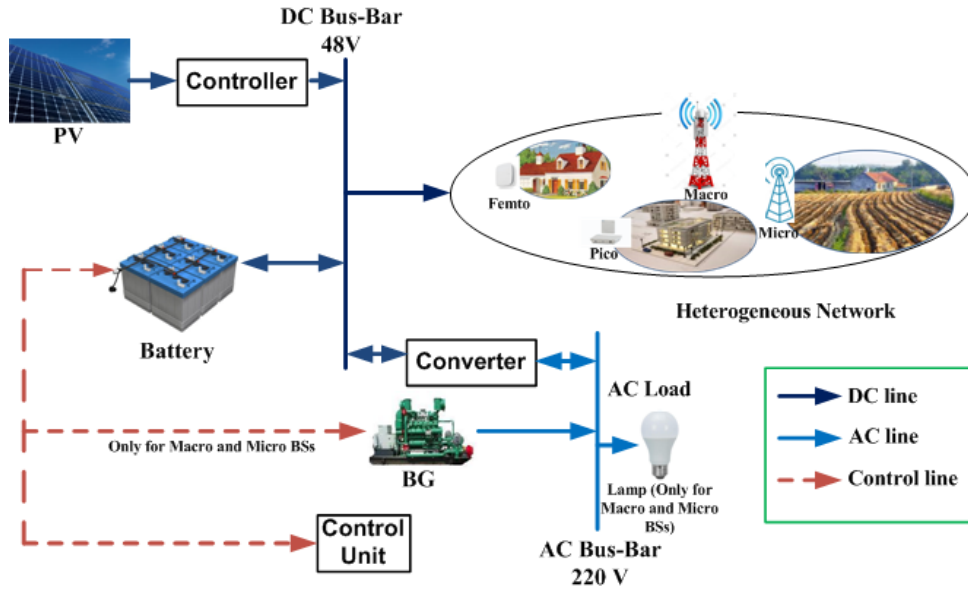 DC Bus-Bar
48V
Controller
PV
Femto
Macro
Micro
Pico
Heterogeneous Network
Battery
Converter
AC Load
DC line
AC line
Control line
Only for Macro and Micro BSs
BG
Lamp (Only for
Macro and Micro
BSs)
Control
Unit
AC Bus-Bar
220 V